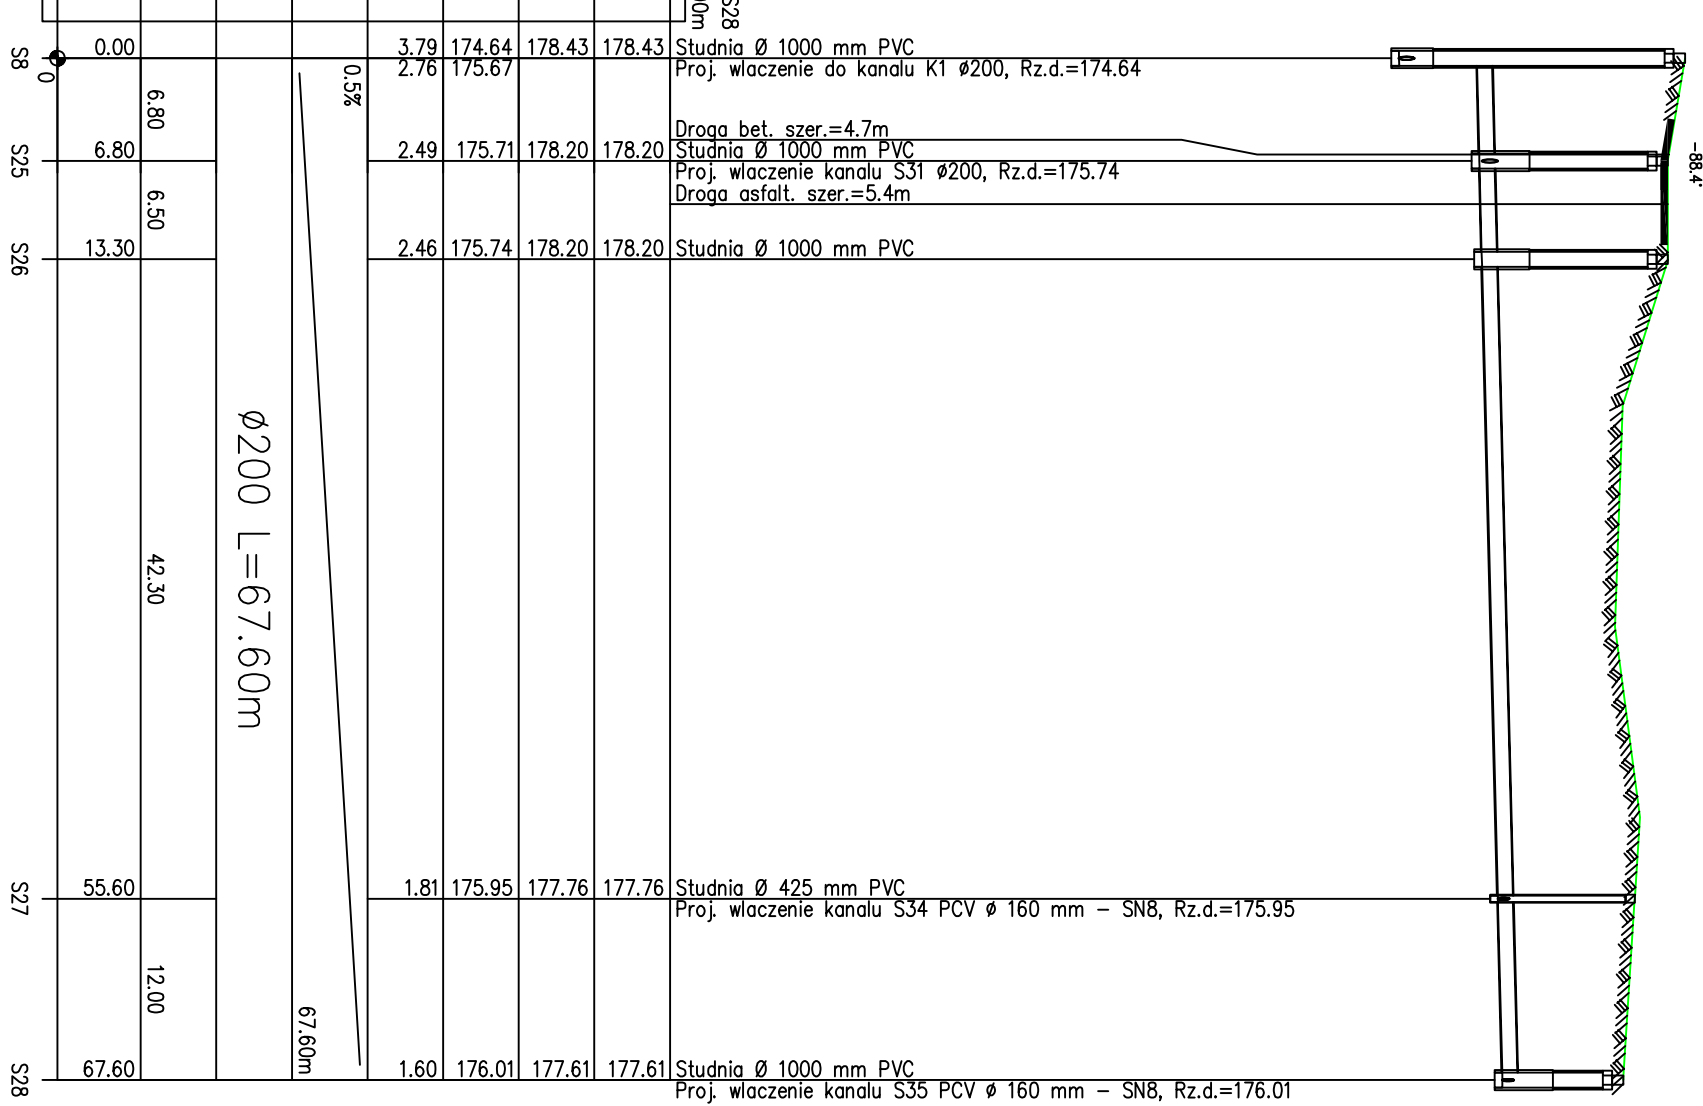 S28
00m
S8 0 0.00 3.79 174.64 178.43 178.43 Studnia Ø 1000 mm PVC
2.76 175.67 Proj. wlaczenie do kanalu K1 Ø200, Rz.d.=174.64
0.5%
6.80
Droga bet. szer.=4.7m
S25 6.80 2.49 175.71 178.20 178.20 Studnia Ø 1000 mm PVC
Proj. wlaczenie kanalu S31 Ø200, Rz.d.=175.74
-88.4°
6.50
Droga asfalt. szer.=5.4m
S26 13.30 2.46 175.74 178.20 178.20 Studnia Ø 1000 mm PVC
Ø200 L=67.60m
42.30
S27 55.60 1.81 175.95 177.76 177.76 Studnia Ø 425 mm PVC
Proj. wlaczenie kanalu S34 PCV Ø 160 mm - SN8, Rz.d.=175.95
12.00
67.60m
S28 67.60 1.60 176.01 177.61 177.61 Studnia Ø 1000 mm PVC
Proj. wlaczenie kanalu S35 PCV Ø 160 mm - SN8, Rz.d.=176.01